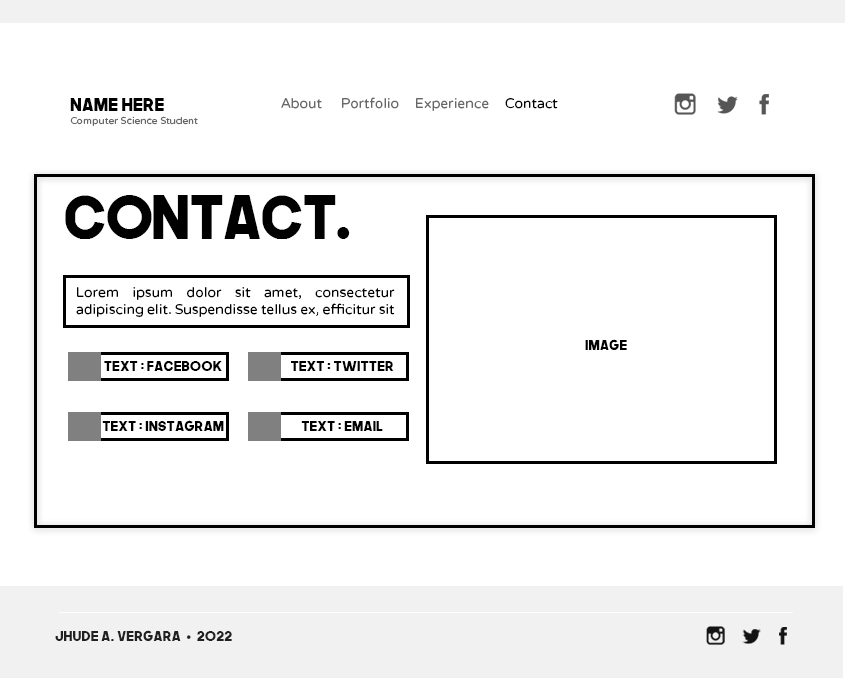 NAME HERE
Computer Science Student
About Portfolio Experience Contact
CONTACT.
Lorem ipsum dolor sit amet, consectetur
adipiscing elit. Suspendisse tellus ex, efficitur sit
TEXT : FACEBOOK
TEXT : TWITTER
TEXT : INSTAGRAM
TEXT : EMAIL
IMAGE
JHUDE A. VERGARA • 2022